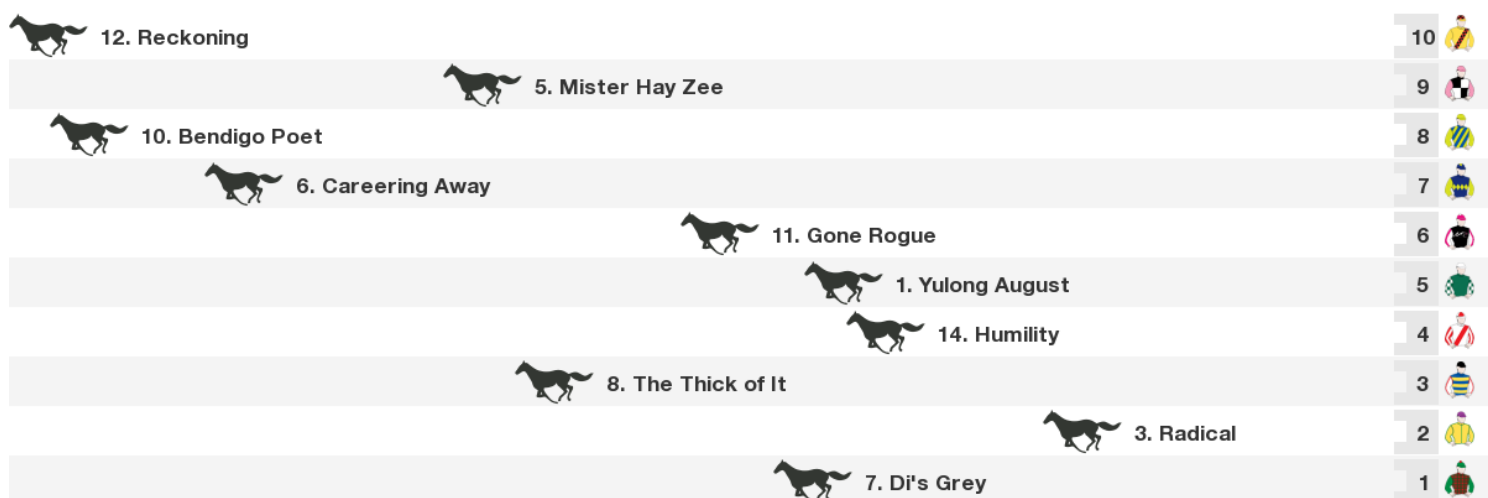 12. Reckoning 10
5. Mister Hay Zee 9
10. Bendigo Poet 8
6. Careering Away 7
11. Gone Rogue 6
1. Yulong August 5
14. Humility 4
8. The Thick of It 3
3. Radical 2
7. Di's Grey 1